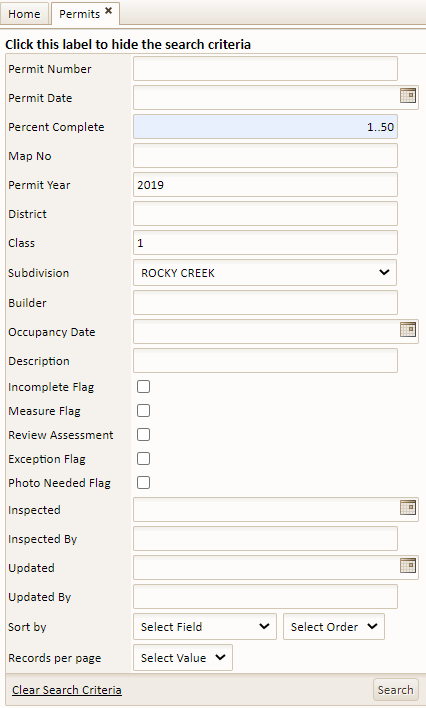 Home Permits ×
Click this label to hide the search criteria
Permit Number
Permit Date
Percent Complete 1..50
Map No
Permit Year 2019
District
Class 1
Subdivision ROCKY CREEK
Builder
Occupancy Date
Description
Incomplete Flag
Measure Flag
Review Assessment
Exception Flag
Photo Needed Flag
Inspected
Inspected By
Updated
Updated By
Sort by Select Field Select Order
Records per page Select Value
Clear Search Criteria Search